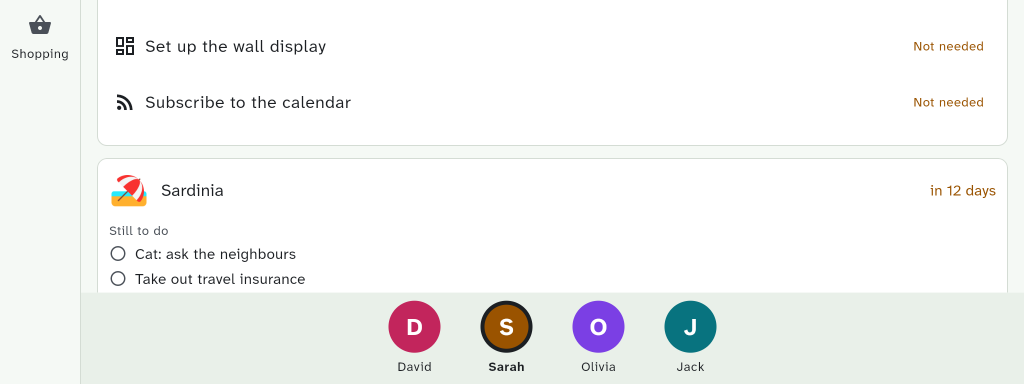 Shopping
Set up the wall display
Not needed
Subscribe to the calendar
Not needed
Sardinia
in 12 days
Still to do
Cat: ask the neighbours
Take out travel insurance
D
S
O
J
David
Sarah
Olivia
Jack